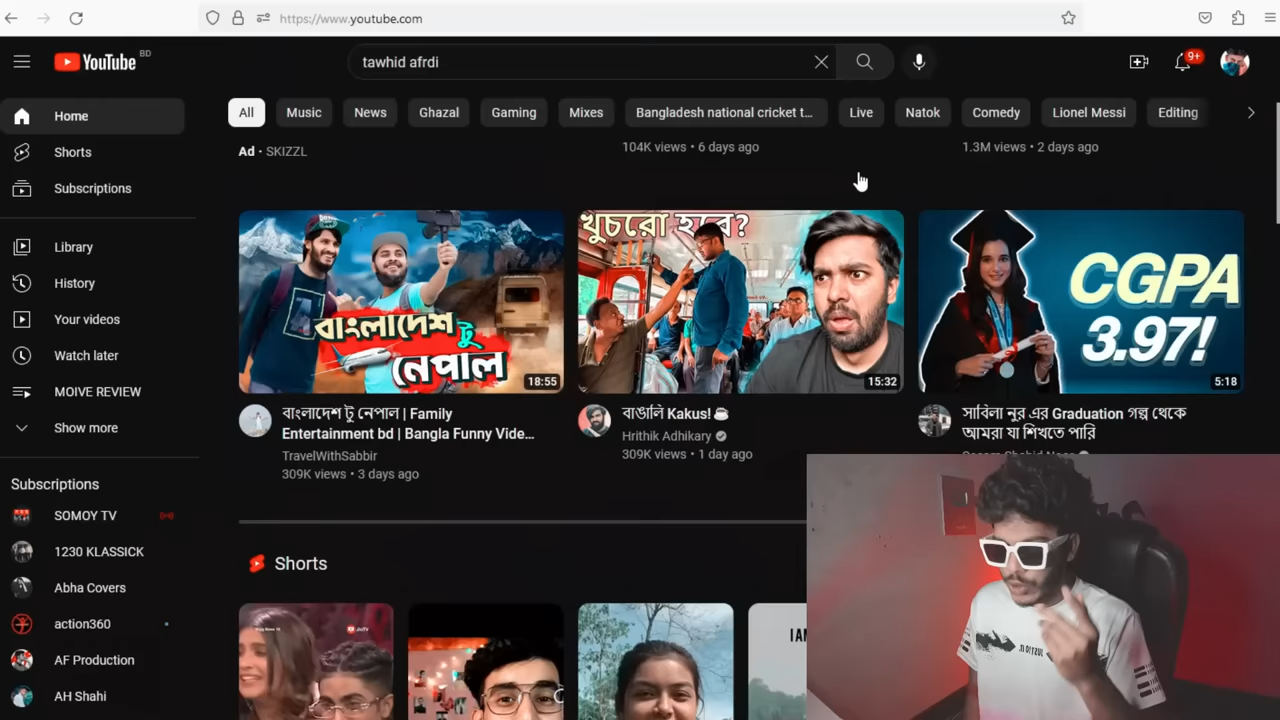 https://www.youtube.com
YouTube BD
tawhid afrdi
9+
All
Music
News
Ghazal
Gaming
Mixes
Bangladesh national cricket t...
Live
Natok
Comedy
Lionel Messi
Editing
Home
Shorts
Subscriptions
Library
History
Your videos
Watch later
MOIVE REVIEW
Show more
Subscriptions
SOMOY TV
1230 KLASSICK
Abha Covers
action360
AF Production
AH Shahi
Ad • SKIZZL
104K views • 6 days ago
1.3M views • 2 days ago
বাংলাদেশ
টু
নেপাল
18:55
খুচরো হবে?
15:32
CGPA
3.97!
5:18
বাংলাদেশ টু নেপাল | Family
Entertainment bd | Bangla Funny Vide...
TravelWithSabbir
309K views • 3 days ago
বাঙালি Kakus! ☕
Hrithik Adhikary
309K views • 1 day ago
সাবিলা নুর এর Graduation গল্প থেকে
আমরা যা শিখতে পারি
Shorts